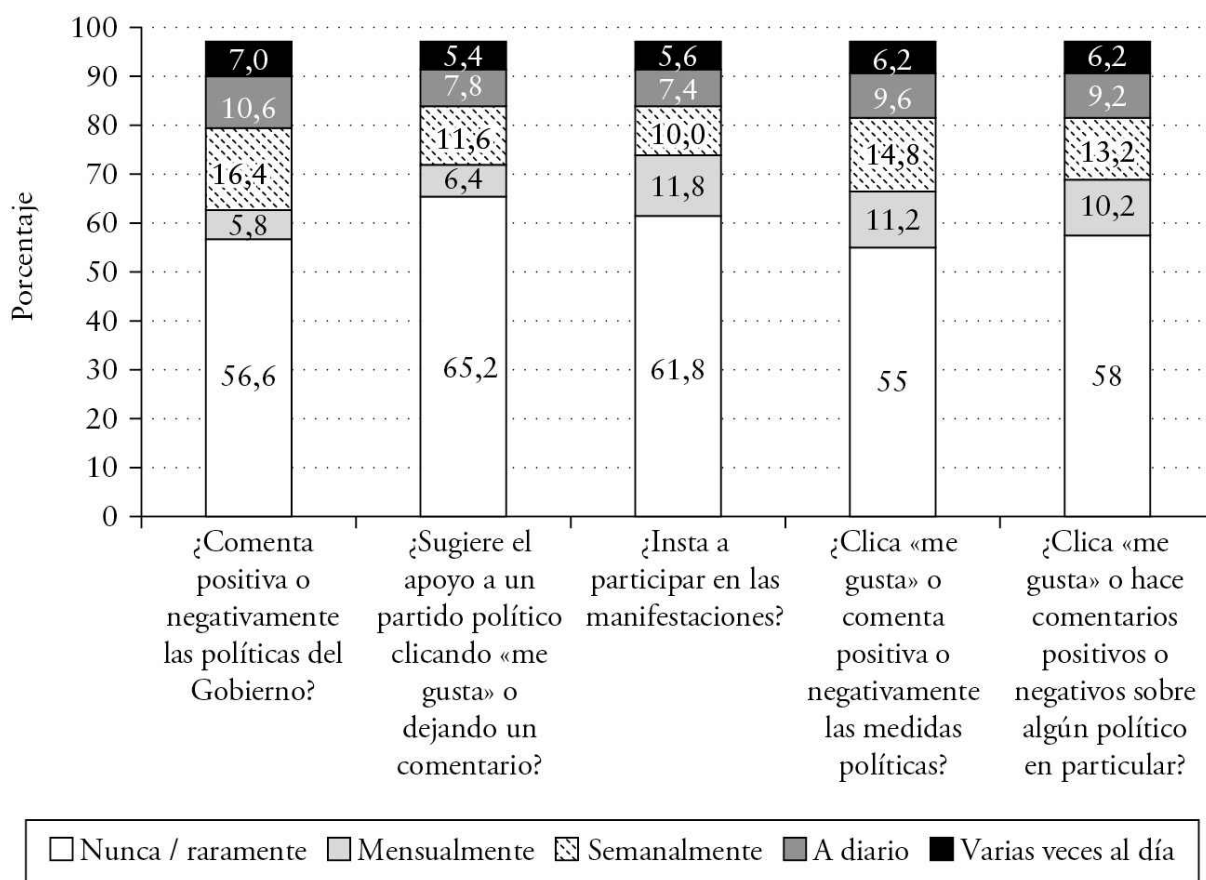 100
90
80
70
60
50
40
30
20
10
0
Porcentaje
7,0
10,6
16,4
5,8
56,6
5,4
7,8
11,6
6,4
65,2
5,6
7,4
10,0
11,8
61,8
6,2
9,6
14,8
11,2
55
6,2
9,2
13,2
10,2
58
¿Comenta
positiva o
negativamente
las políticas del
Gobierno?
¿Sugiere el
apoyo a un
partido político
clicando «me
gusta» o
dejando un
comentario?
¿Insta a
participar en las
manifestaciones?
¿Clica «me
gusta» o
comenta
positiva o
negativamente
las medidas
políticas?
¿Clica «me
gusta» o hace
comentarios
positivos o
negativos sobre
algún político
en particular?
Nunca / raramente Mensualmente Semanalmente A diario Varias veces al día